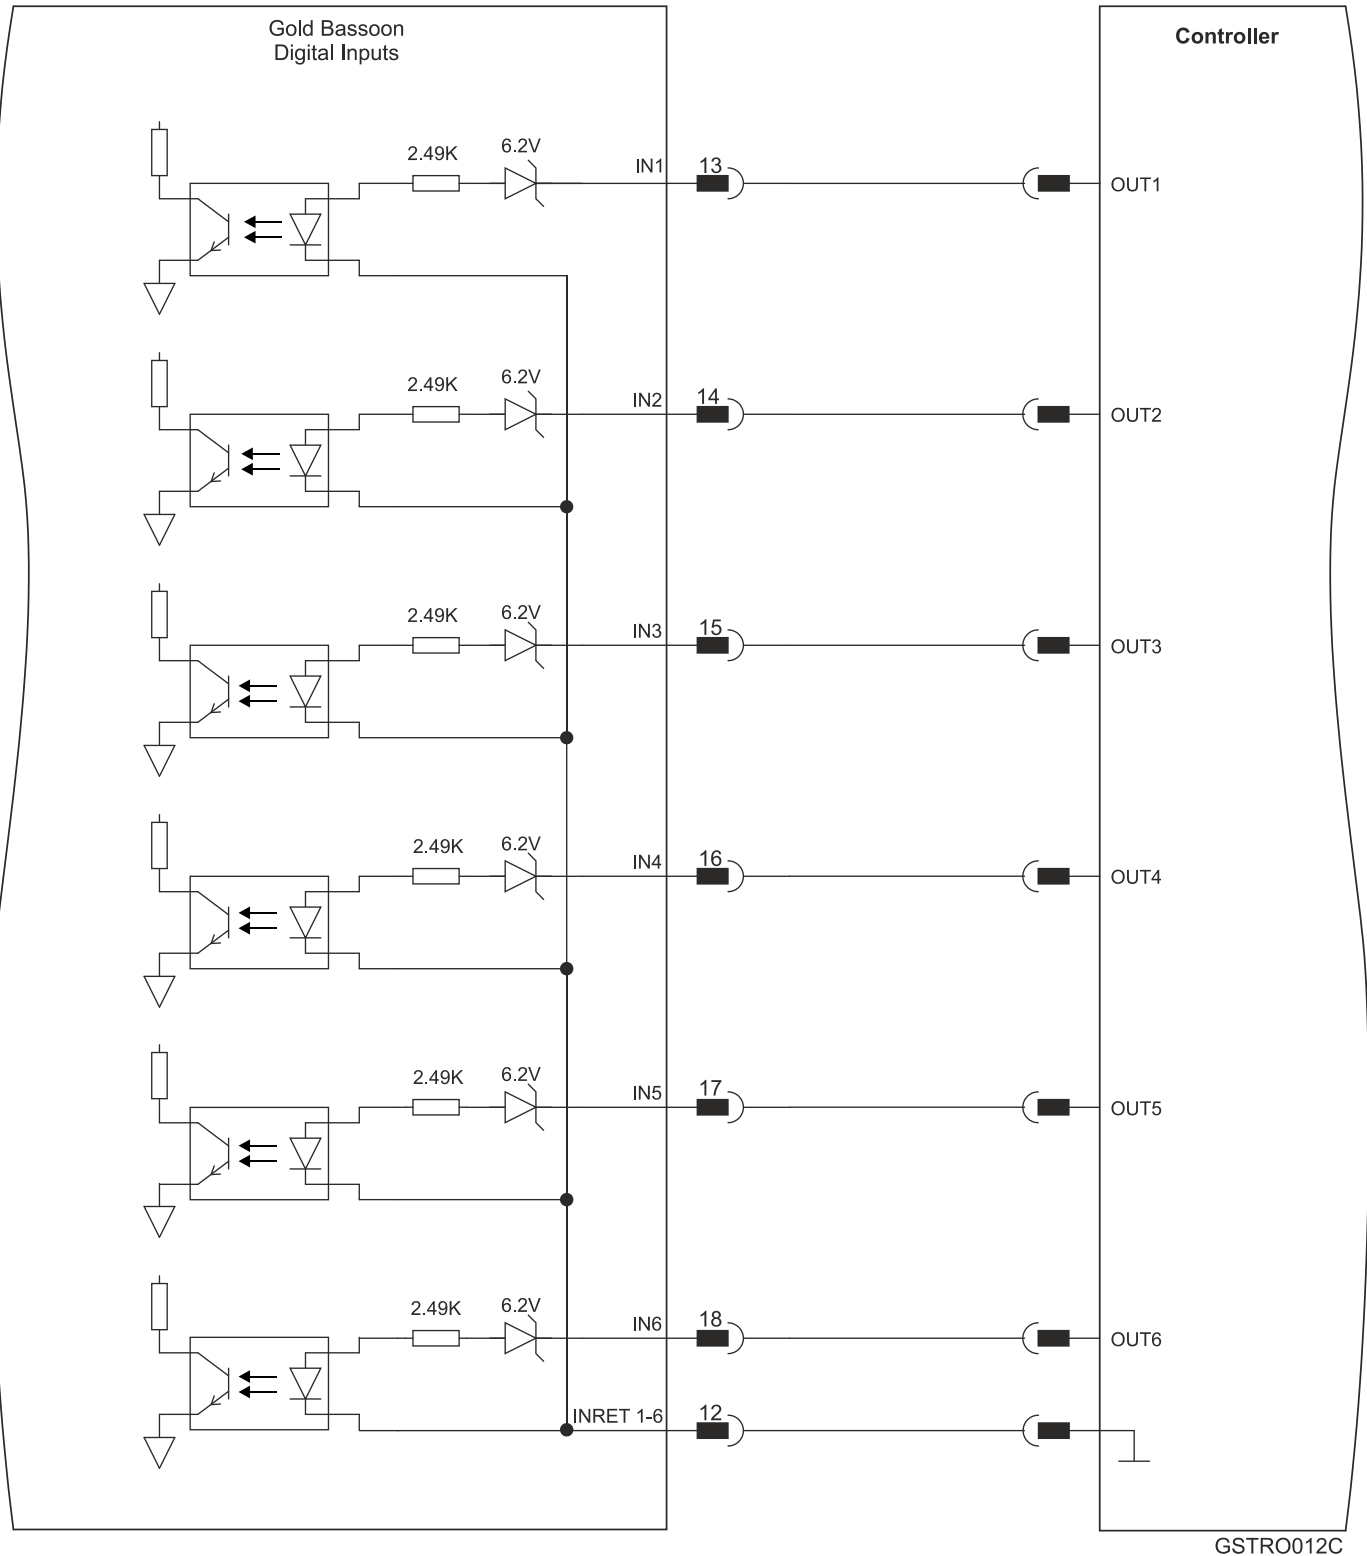 Gold Bassoon
Digital Inputs
Controller
2.49K
6.2V
IN1
13
OUT1
2.49K
6.2V
IN2
14
OUT2
2.49K
6.2V
IN3
15
OUT3
2.49K
6.2V
IN4
16
OUT4
2.49K
6.2V
IN5
17
OUT5
2.49K
6.2V
IN6
18
OUT6
INRET 1-6
12
GSTRO012C